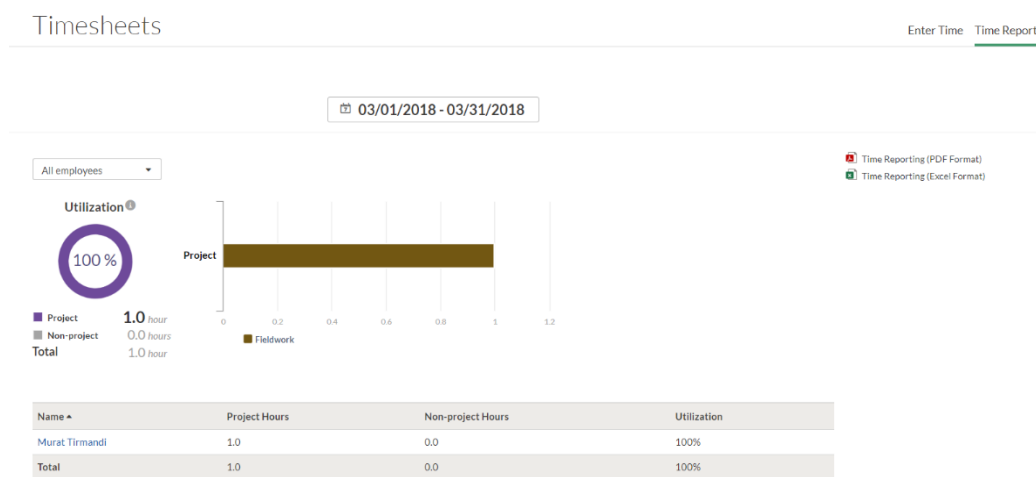 Timesheets
Enter Time Time Report
03/01/2018 - 03/31/2018
All employees
Time Reporting (PDF Format)
Time Reporting (Excel Format)
Utilization
100 %
Project
Project 1.0 hour
Non-project 0.0 hours
Total 1.0 hour
0 0.2 0.4 0.6 0.8 1 1.2
Fieldwork
Name Project Hours Non-project Hours Utilization
Murat Tirmandi 1.0 0.0 100%
Total 1.0 0.0 100%